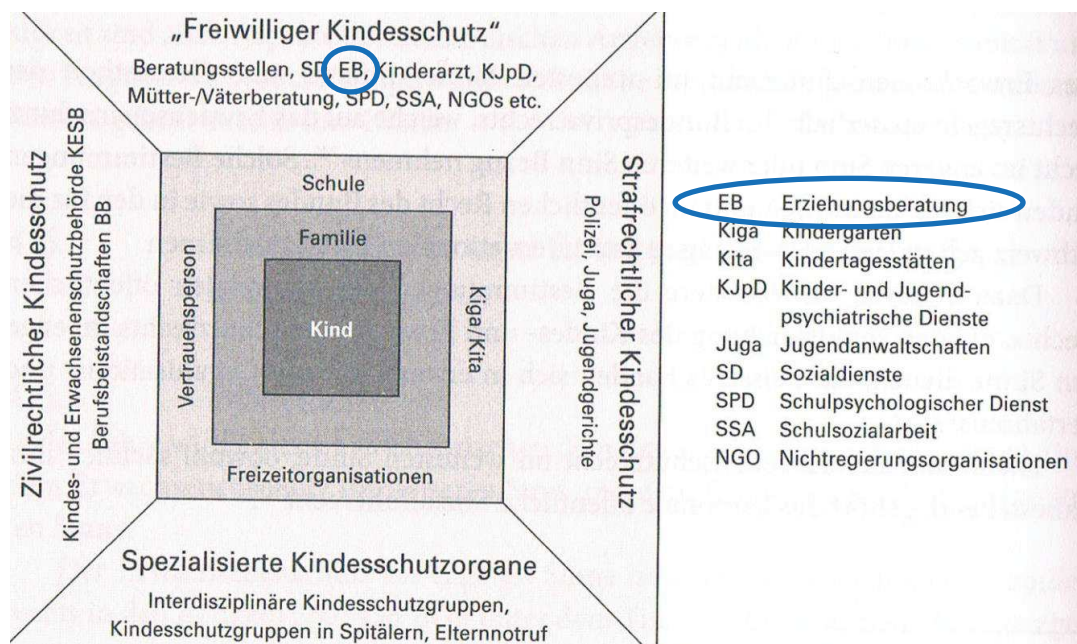 „Freiwilliger Kindesschutz“
Beratungsstellen, SD, EB, Kinderarzt, KJpD,
Mütter-/Väterberatung, SPD, SSA, NGOs etc.
Zivilrechtlicher Kindesschutz
Kindes- und Erwachsenenschutzbehörde KESB
Berufsbeistandschaften BB
Schule
Familie
Vertrauensperson
Kind
Kiga/Kita
Freizeitorganisationen
Strafrechtlicher Kindesschutz
Polizei, Juga, Jugendgerichte
Spezialisierte Kindesschutzorgane
Interdisziplinäre Kindesschutzgruppen,
Kindesschutzgruppen in Spitälern, Elternnotruf
EB Erziehungsberatung
Kiga Kindergärten
Kita Kindertagesstätten
KJpD Kinder- und Jugend-
psychiatrische Dienste
Juga Jugendanwaltschaften
SD Sozialdienste
SPD Schulpsychologischer Dienst
SSA Schulsozialarbeit
NGO Nichtregierungsorganisationen